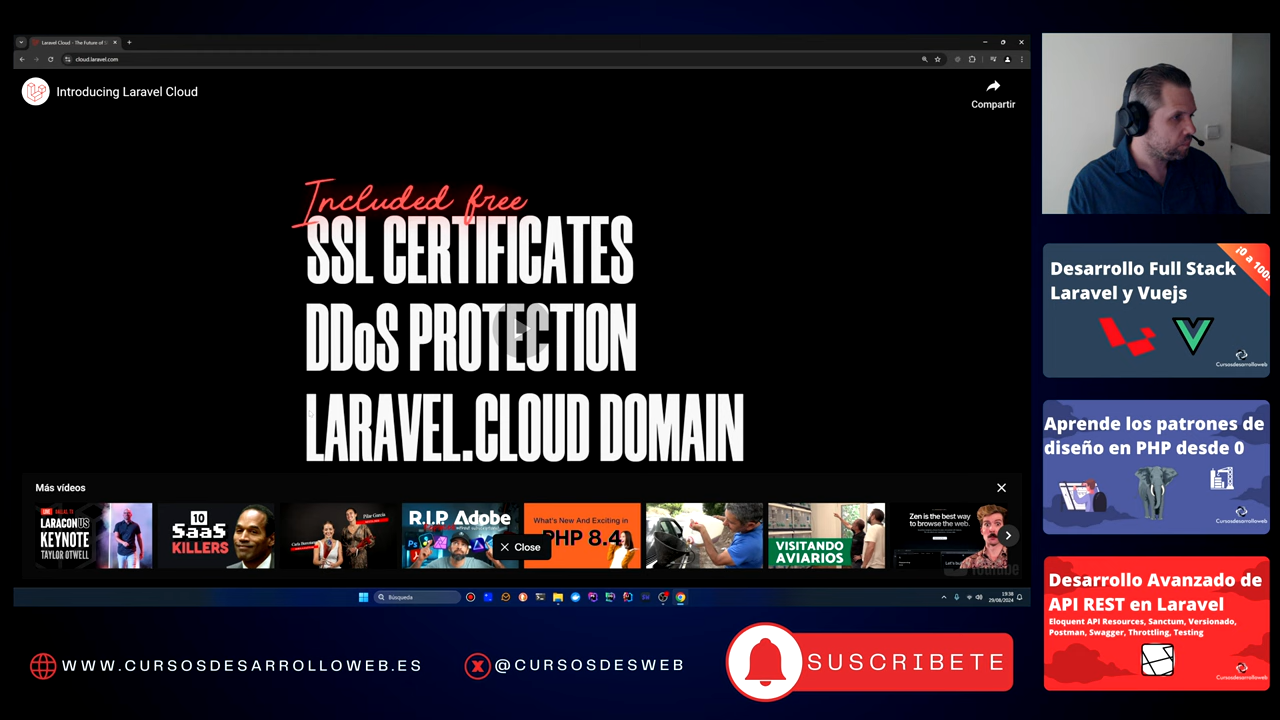 Laravel Cloud - The Future of S
cloud.laravel.com
Introducing Laravel Cloud
Compartir
Included free
SSL CERTIFICATES
DDoS PROTECTION
LARAVEL.CLOUD DOMAIN
Más vídeos
LARACON US
KEYNOTE
TAYLOR OTWELL
10
SaaS
KILLERS
Pilar García
R.I.P Adobe
What's New And Exciting in
PHP 8.4
VISITANDO
AVIARIOS
Zen is the best way
to browse the web.
Close
YouTube
Búsqueda
19:38
29/08/2024
WWW.CURSOSDESARROLLOWEB.ES
@CURSOSDESWEB
SUSCRIBETE
Desarrollo Full Stack
Laravel y Vuejs
¡0 a 100!
Cursosdesarrolloweb
Aprende los patrones de
diseño en PHP desde 0
Cursosdesarrolloweb
Desarrollo Avanzado de
API REST en Laravel
Eloquent API Resources, Sanctum, Versionado,
Postman, Swagger, Throttling, Testing
Cursosdesarrolloweb